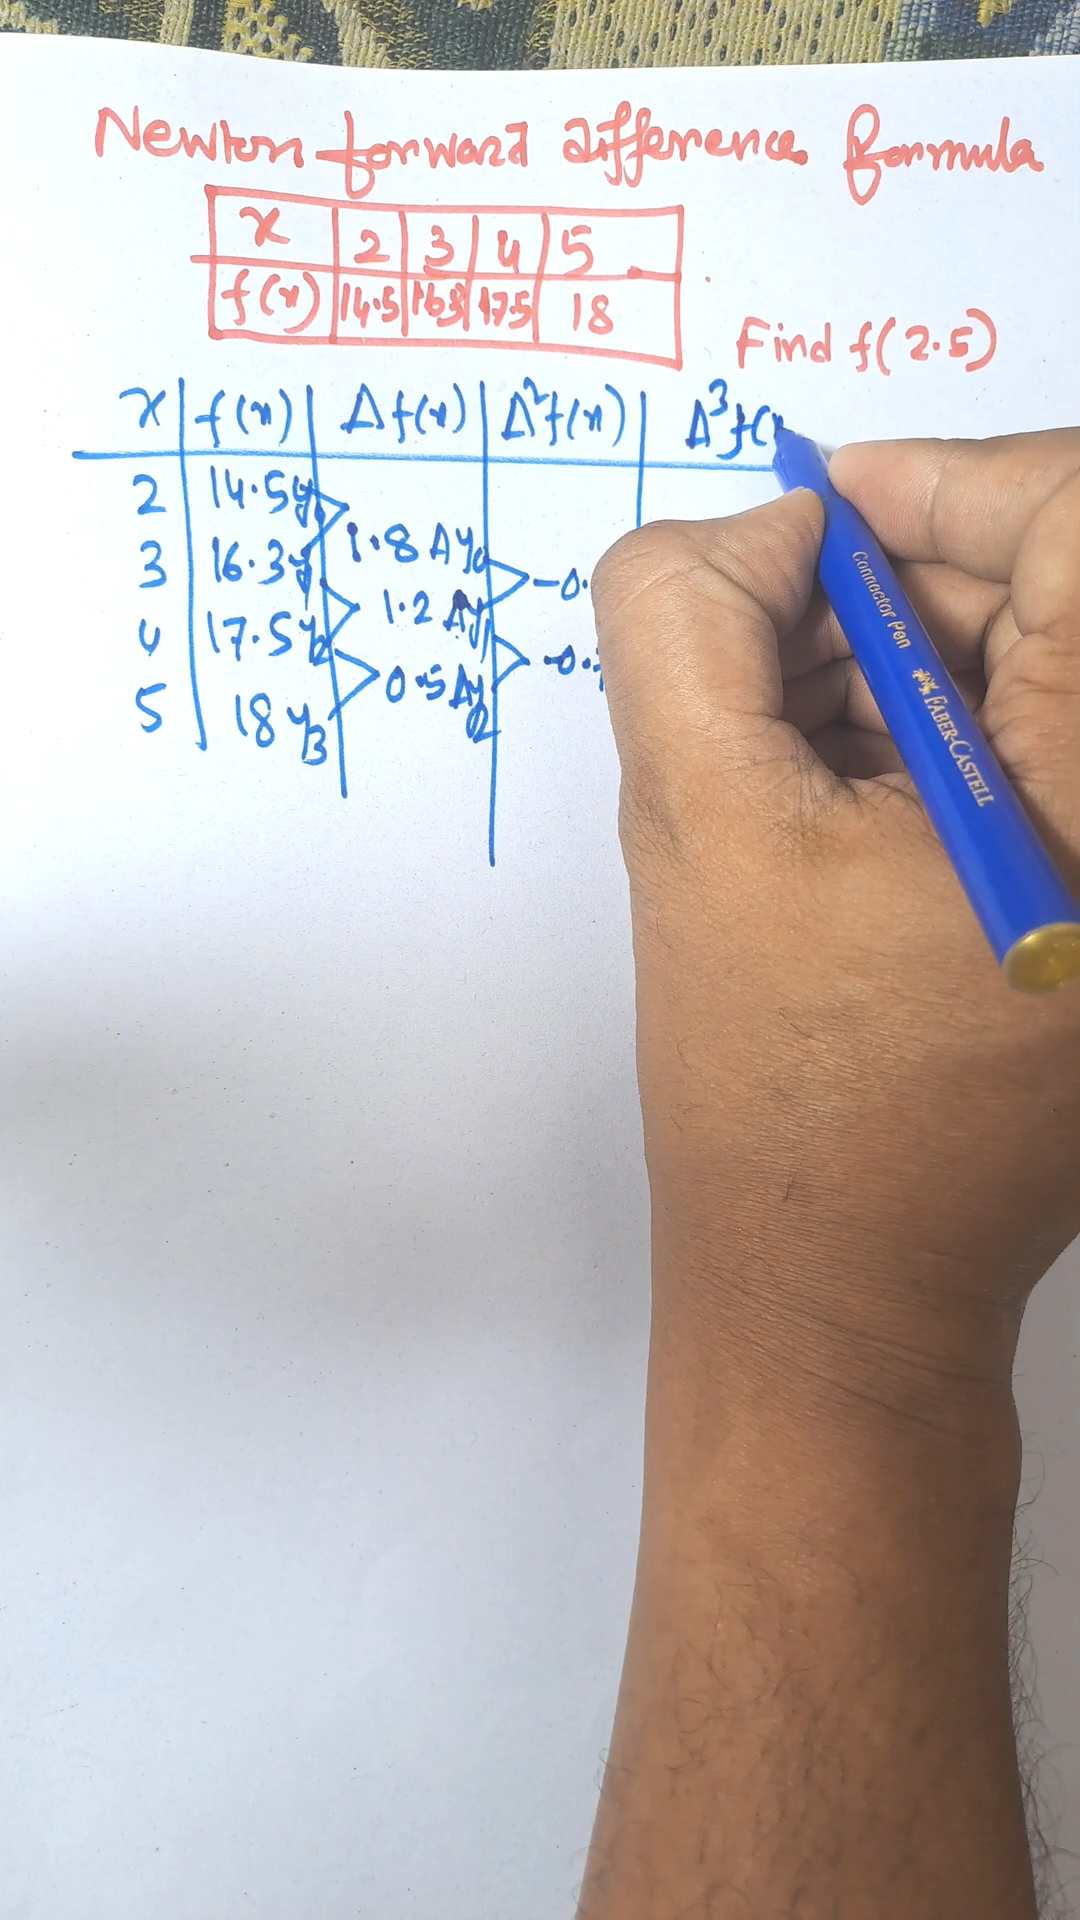 Newton forward difference formula
x 2 3 4 5
f(x) 14.5 16.3 17.5 18
Find f(2.5)
x f(x) Δf(x) Δ²f(x) Δ³f(x
2 14.5 y₀
1.8 Δy₀
3 16.3 y₁ -0.
1.2 Δy₁
4 17.5 y₂ -0.
0.5 Δy₂
5 18 y₃
Connector Pen FABER-CASTELL